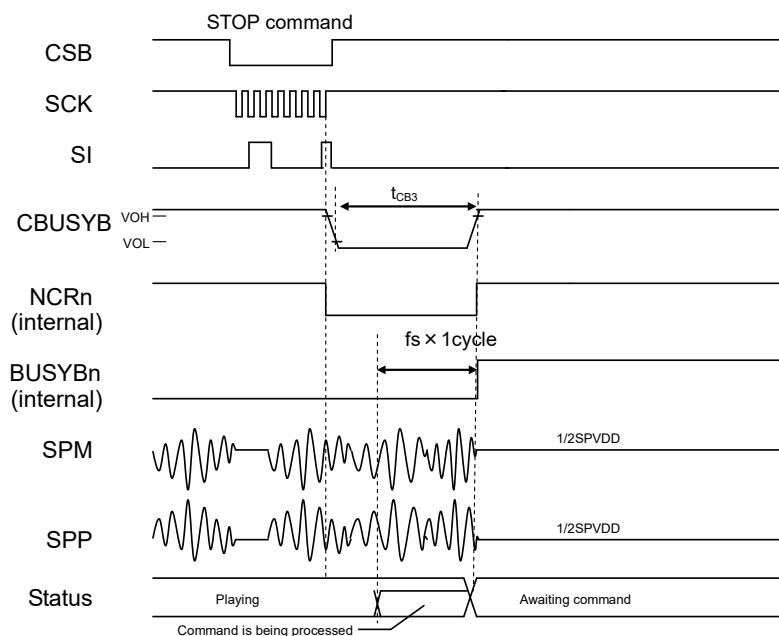 STOP command
CSB
SCK
SI
tCB3
VOH
CBUSYB
VOL
NCRn
(internal)
fs × 1cycle
BUSYBn
(internal)
SPM
1/2SPVDD
SPP
1/2SPVDD
Status
Playing
Awaiting command
Command is being processed